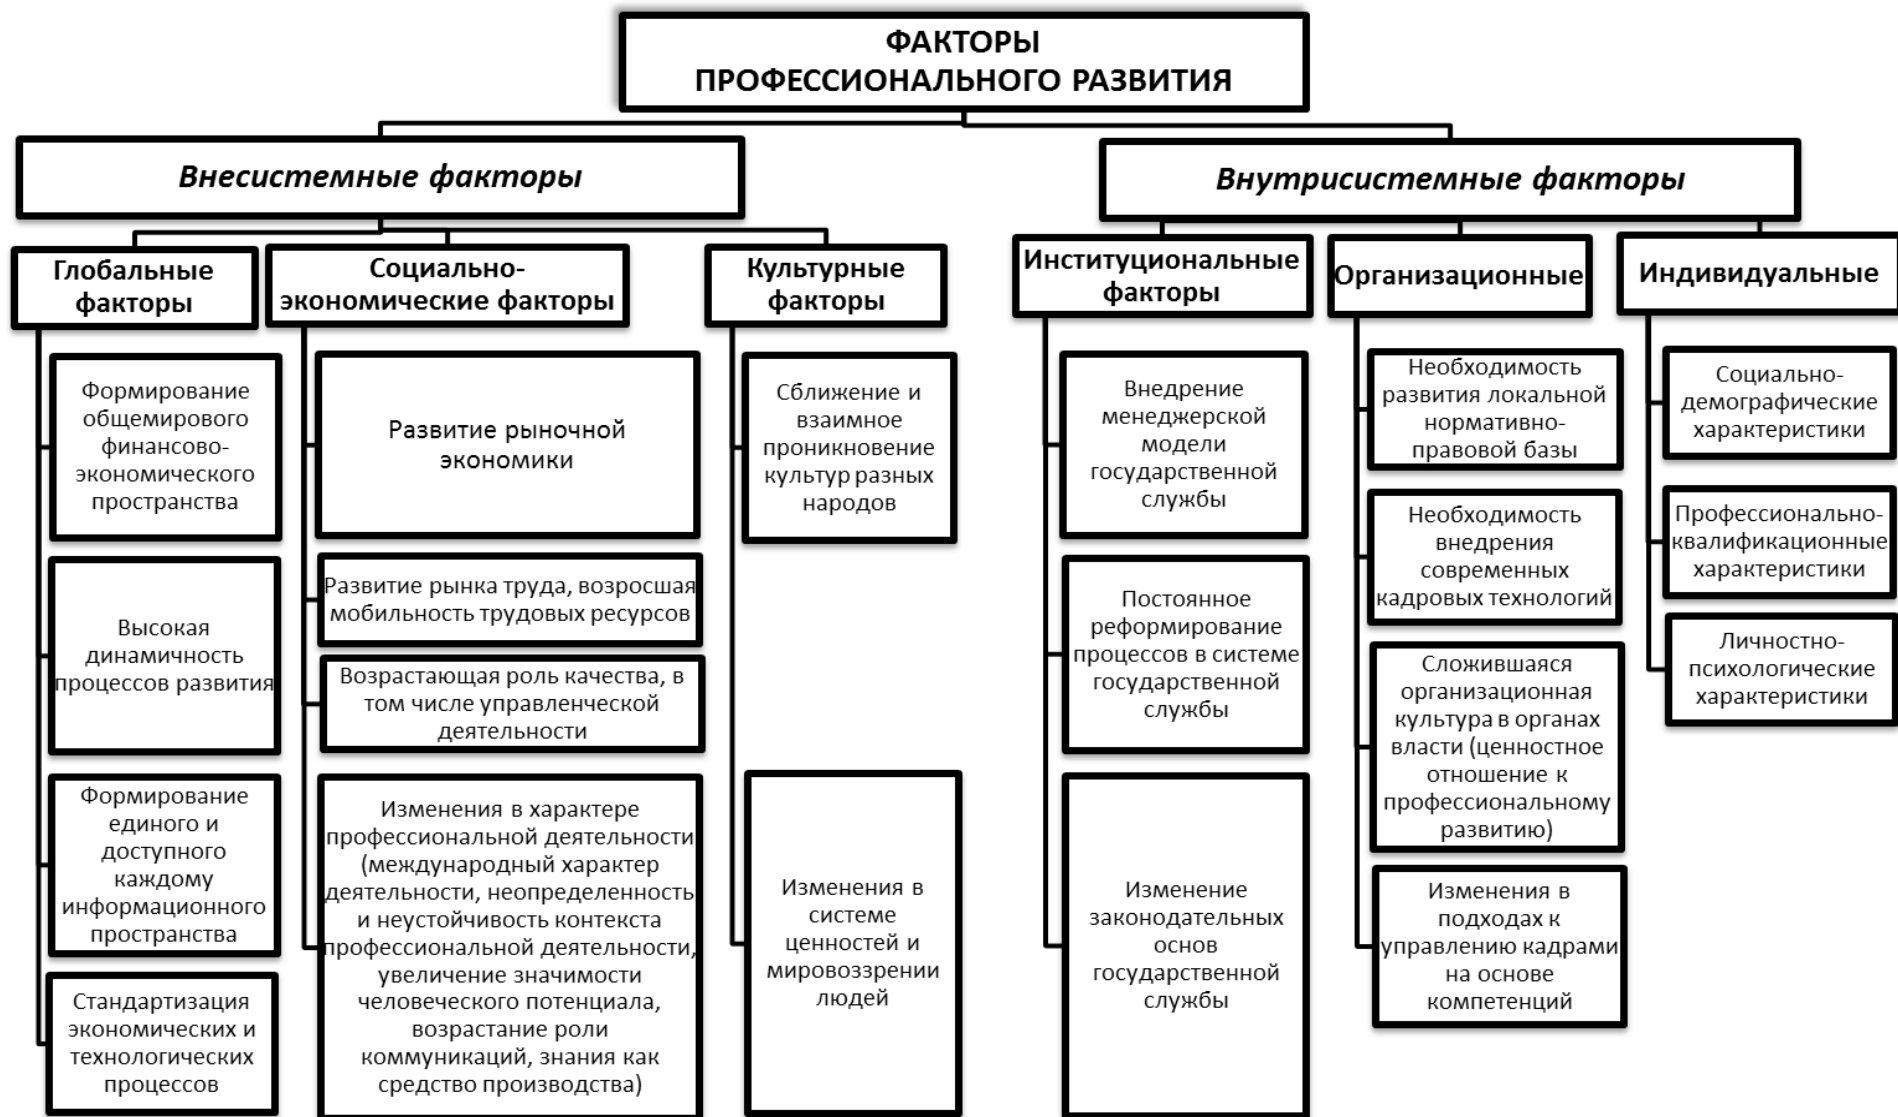 ФАКТОРЫ
ПРОФЕССИОНАЛЬНОГО РАЗВИТИЯ
Внесистемные факторы
Глобальные
факторы
Формирование
общемирового
финансово-
экономического
пространства
Высокая
динамичность
процессов развития
Формирование
единого и
доступного
каждому
информационного
пространства
Стандартизация
экономических и
технологических
процессов
Социально-
экономические факторы
Развитие рыночной
экономики
Развитие рынка труда, возросшая
мобильность трудовых ресурсов
Возрастающая роль качества, в
том числе управленческой
деятельности
Изменения в характере
профессиональной деятельности
(международный характер
деятельности, неопределенность
и неустойчивость контекста
профессиональной деятельности,
увеличение значимости
человеческого потенциала,
возрастание роли
коммуникаций, знания как
средство производства)
Культурные
факторы
Сближение и
взаимное
проникновение
культур разных
народов
Изменения в
системе
ценностей и
мировоззрении
людей
Внутрисистемные факторы
Институциональные
факторы
Внедрение
менеджерской
модели
государственной
службы
Постоянное
реформирование
процессов в системе
государственной
службы
Изменение
законодательных
основ
государственной
службы
Организационные
Необходимость
развития локальной
нормативно-
правовой базы
Необходимость
внедрения
современных
кадровых технологий
Сложившаяся
организационная
культура в органах
власти (ценностное
отношение к
профессиональному
развитию)
Изменения в
подходах к
управлению кадрами
на основе
компетенций
Индивидуальные
Социально-
демографические
характеристики
Профессионально-
квалификационные
характеристики
Личностно-
психологические
характеристики